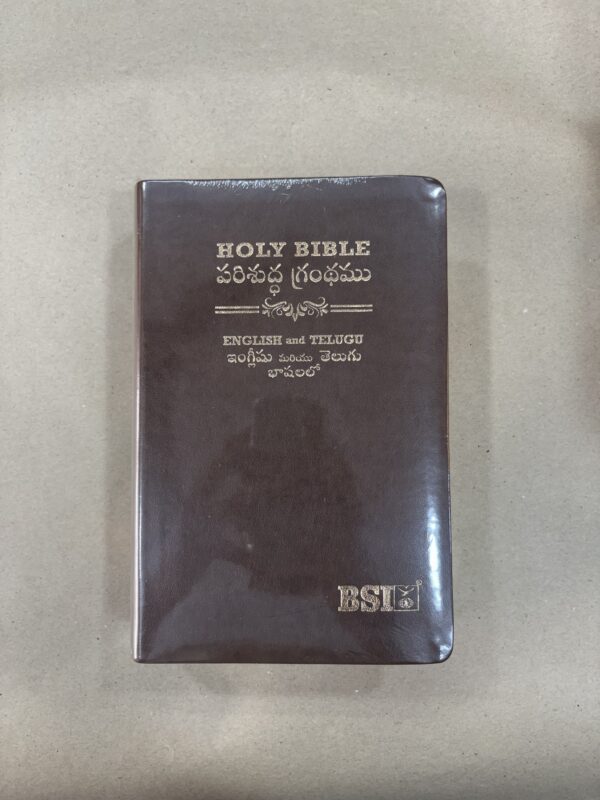 HOLY BIBLE
పరిశుద్ధ గ్రంథము
ENGLISH and TELUGU
ఇంగ్లీషు మరియు తెలుగు
భాషలలో
BSI